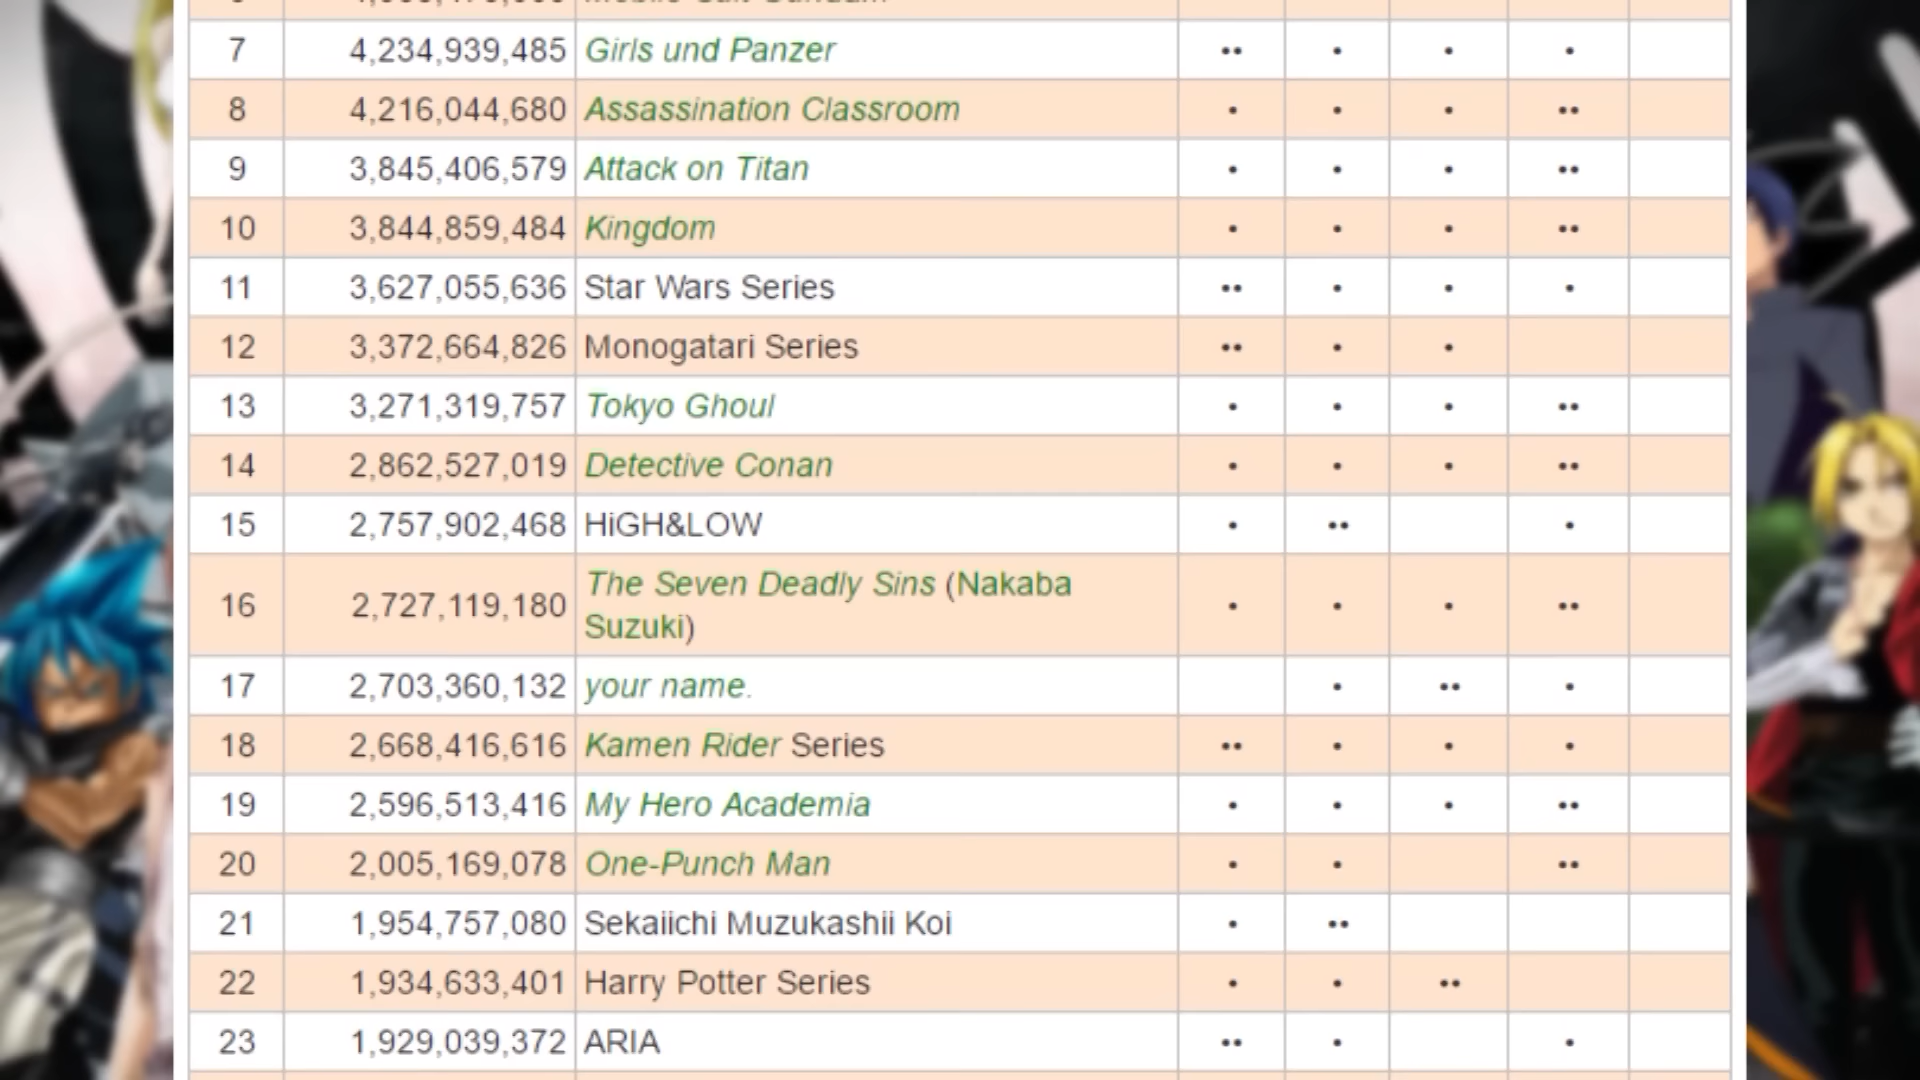 7 4,234,939,485 Girls und Panzer •• • • •
8 4,216,044,680 Assassination Classroom • • • ••
9 3,845,406,579 Attack on Titan • • • ••
10 3,844,859,484 Kingdom • • • ••
11 3,627,055,636 Star Wars Series •• • • •
12 3,372,664,826 Monogatari Series •• • •
13 3,271,319,757 Tokyo Ghoul • • • ••
14 2,862,527,019 Detective Conan • • • ••
15 2,757,902,468 HiGH&LOW • •• •
16 2,727,119,180 The Seven Deadly Sins (Nakaba
Suzuki) • • • ••
17 2,703,360,132 your name. • •• •
18 2,668,416,616 Kamen Rider Series •• • • •
19 2,596,513,416 My Hero Academia • • • ••
20 2,005,169,078 One-Punch Man • • ••
21 1,954,757,080 Sekaiichi Muzukashii Koi • ••
22 1,934,633,401 Harry Potter Series • • ••
23 1,929,039,372 ARIA •• • •